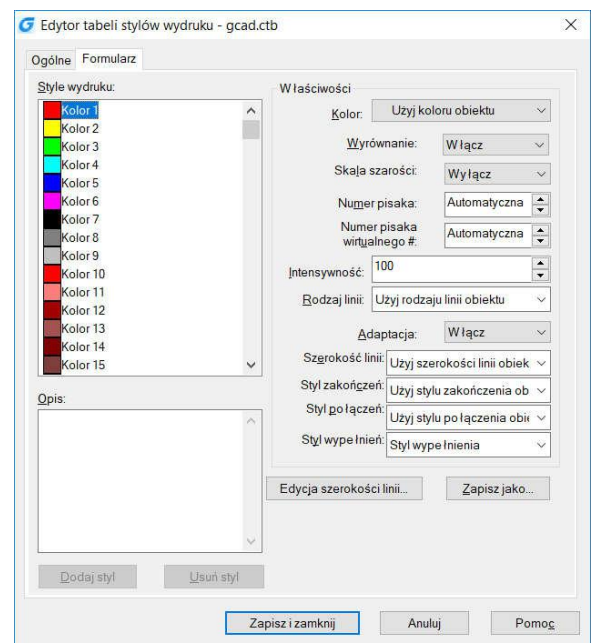 Edytor tabeli stylów wydruku - gcad.ctb
Ogólne Formularz
Style wydruku:
Kolor 1
Kolor 2
Kolor 3
Kolor 4
Kolor 5
Kolor 6
Kolor 7
Kolor 8
Kolor 9
Kolor 10
Kolor 11
Kolor 12
Kolor 13
Kolor 14
Kolor 15
Opis:
Dodaj styl Usuń styl
Właściwości
Kolor: Użyj koloru obiektu
Wyrównanie: Włącz
Skala szarości: Wyłącz
Numer pisaka: Automatyczna
Numer pisaka
wirtualnego #: Automatyczna
Intensywność: 100
Rodzaj linii: Użyj rodzaju linii obiektu
Adaptacja: Włącz
Szerokość linii: Użyj szerokości linii obiek
Styl zakończeń: Użyj stylu zakończenia ob
Styl połączeń: Użyj stylu połączenia obie
Styl wypełnień: Styl wypełnienia
Edycja szerokości linii... Zapisz jako...
Zapisz i zamknij Anuluj Pomoc